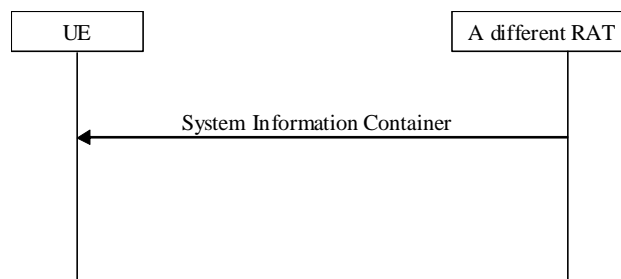 UE
A different RAT
System Information Container